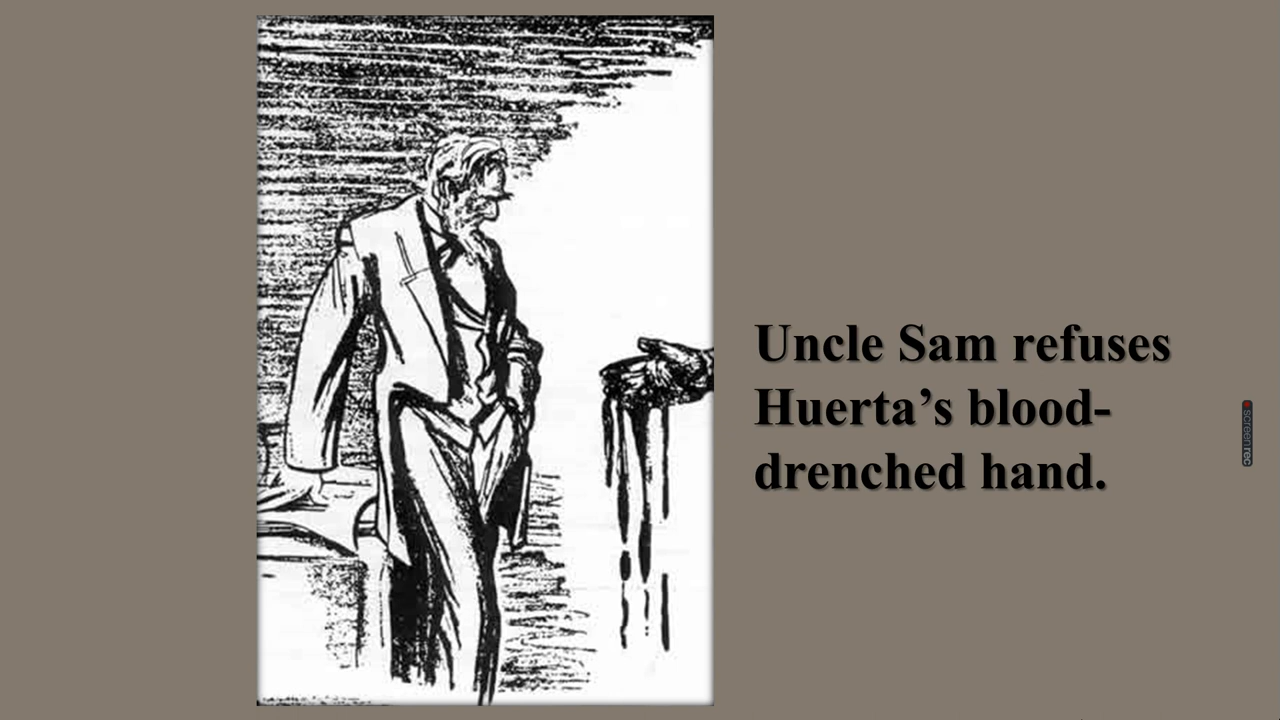 Uncle Sam refuses
Huerta’s blood-
drenched hand.
screenrec